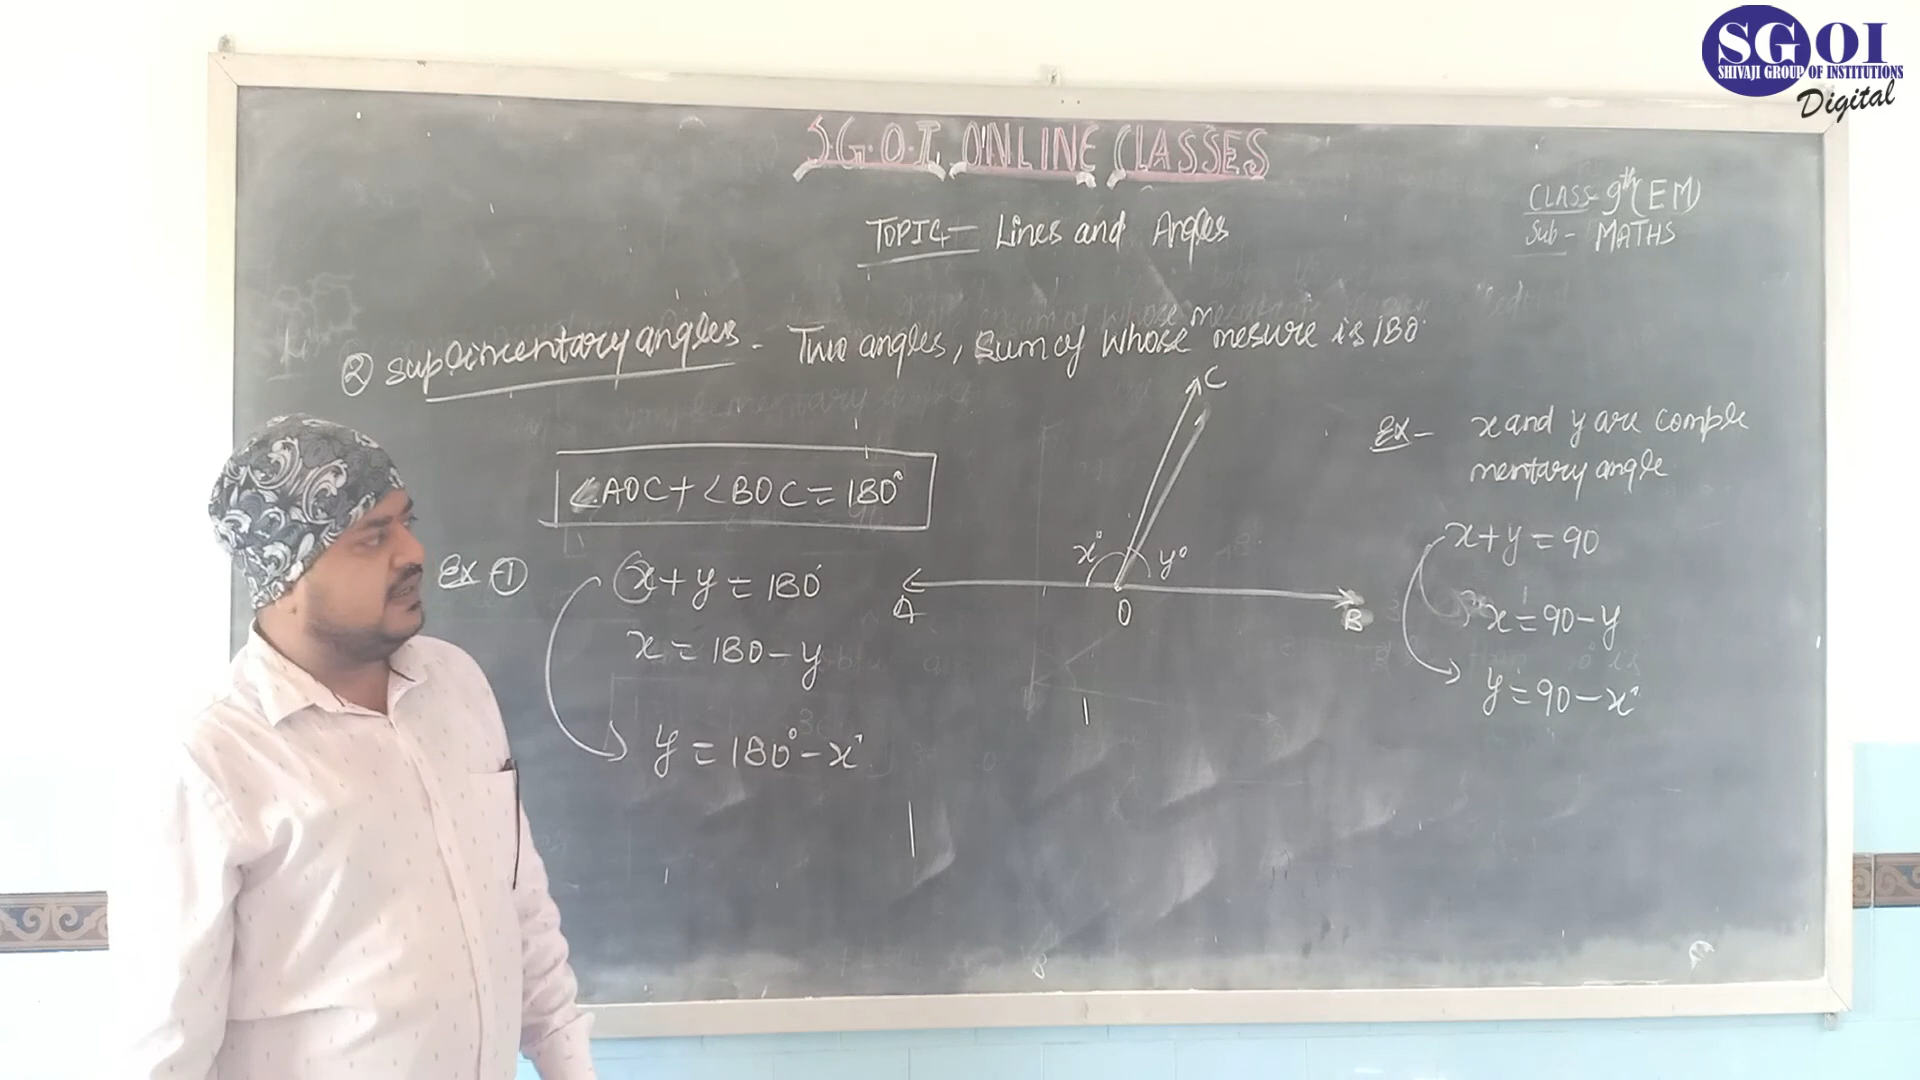 SGOI
SHIVAJI GROUP OF INSTITUTIONS
Digital
S.G.O.I. ONLINE CLASSES
CLASS- 9th (EM)
Sub - MATHS
TOPIC - Lines and Angles
② suplimentary angles - Two angles, sum of whose mesure is 180°
∠AOC + ∠BOC = 180°
C
x° y°
A O B
Ex - ①
x + y = 180°
x = 180 - y
y = 180° - x°
Ex - x and y are comple
mentary angle
x + y = 90
x = 90 - y
y = 90 - x°